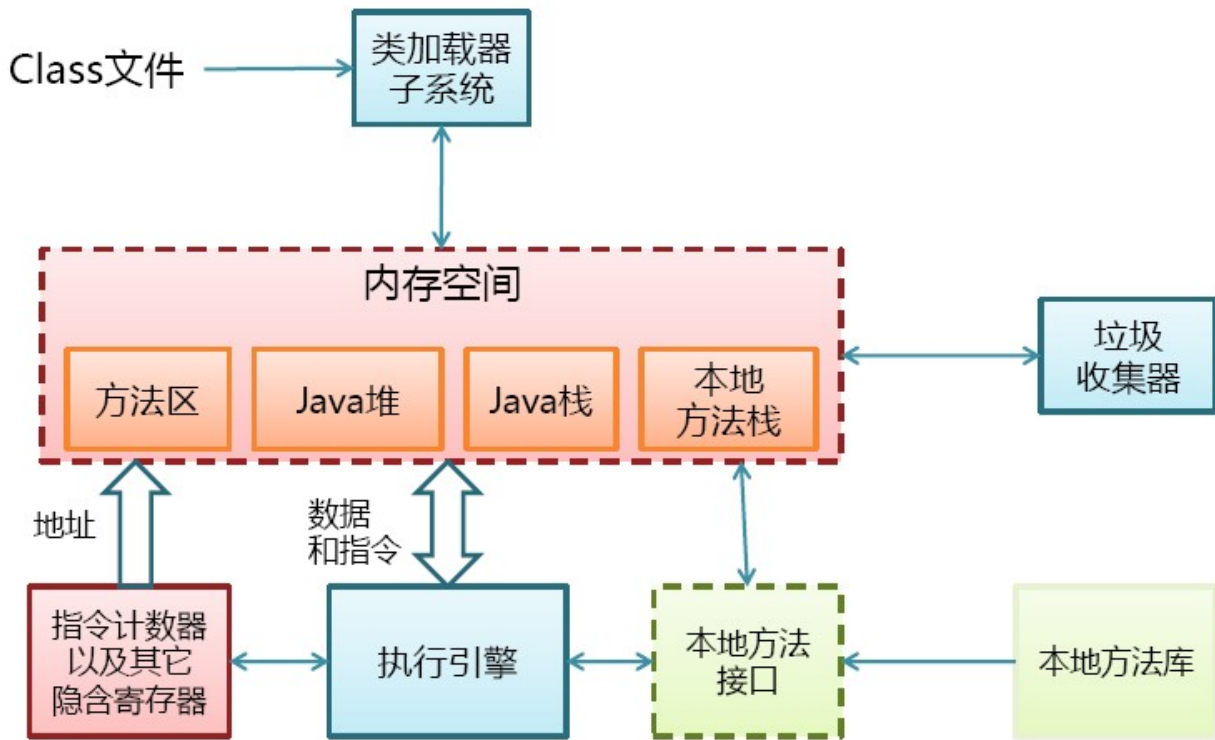 Class文件
类加载器
子系统
内存空间
方法区
Java堆
Java栈
本地
方法栈
垃圾
收集器
地址
数据
和指令
指令计数器
以及其它
隐含寄存器
执行引擎
本地方法
接口
本地方法库